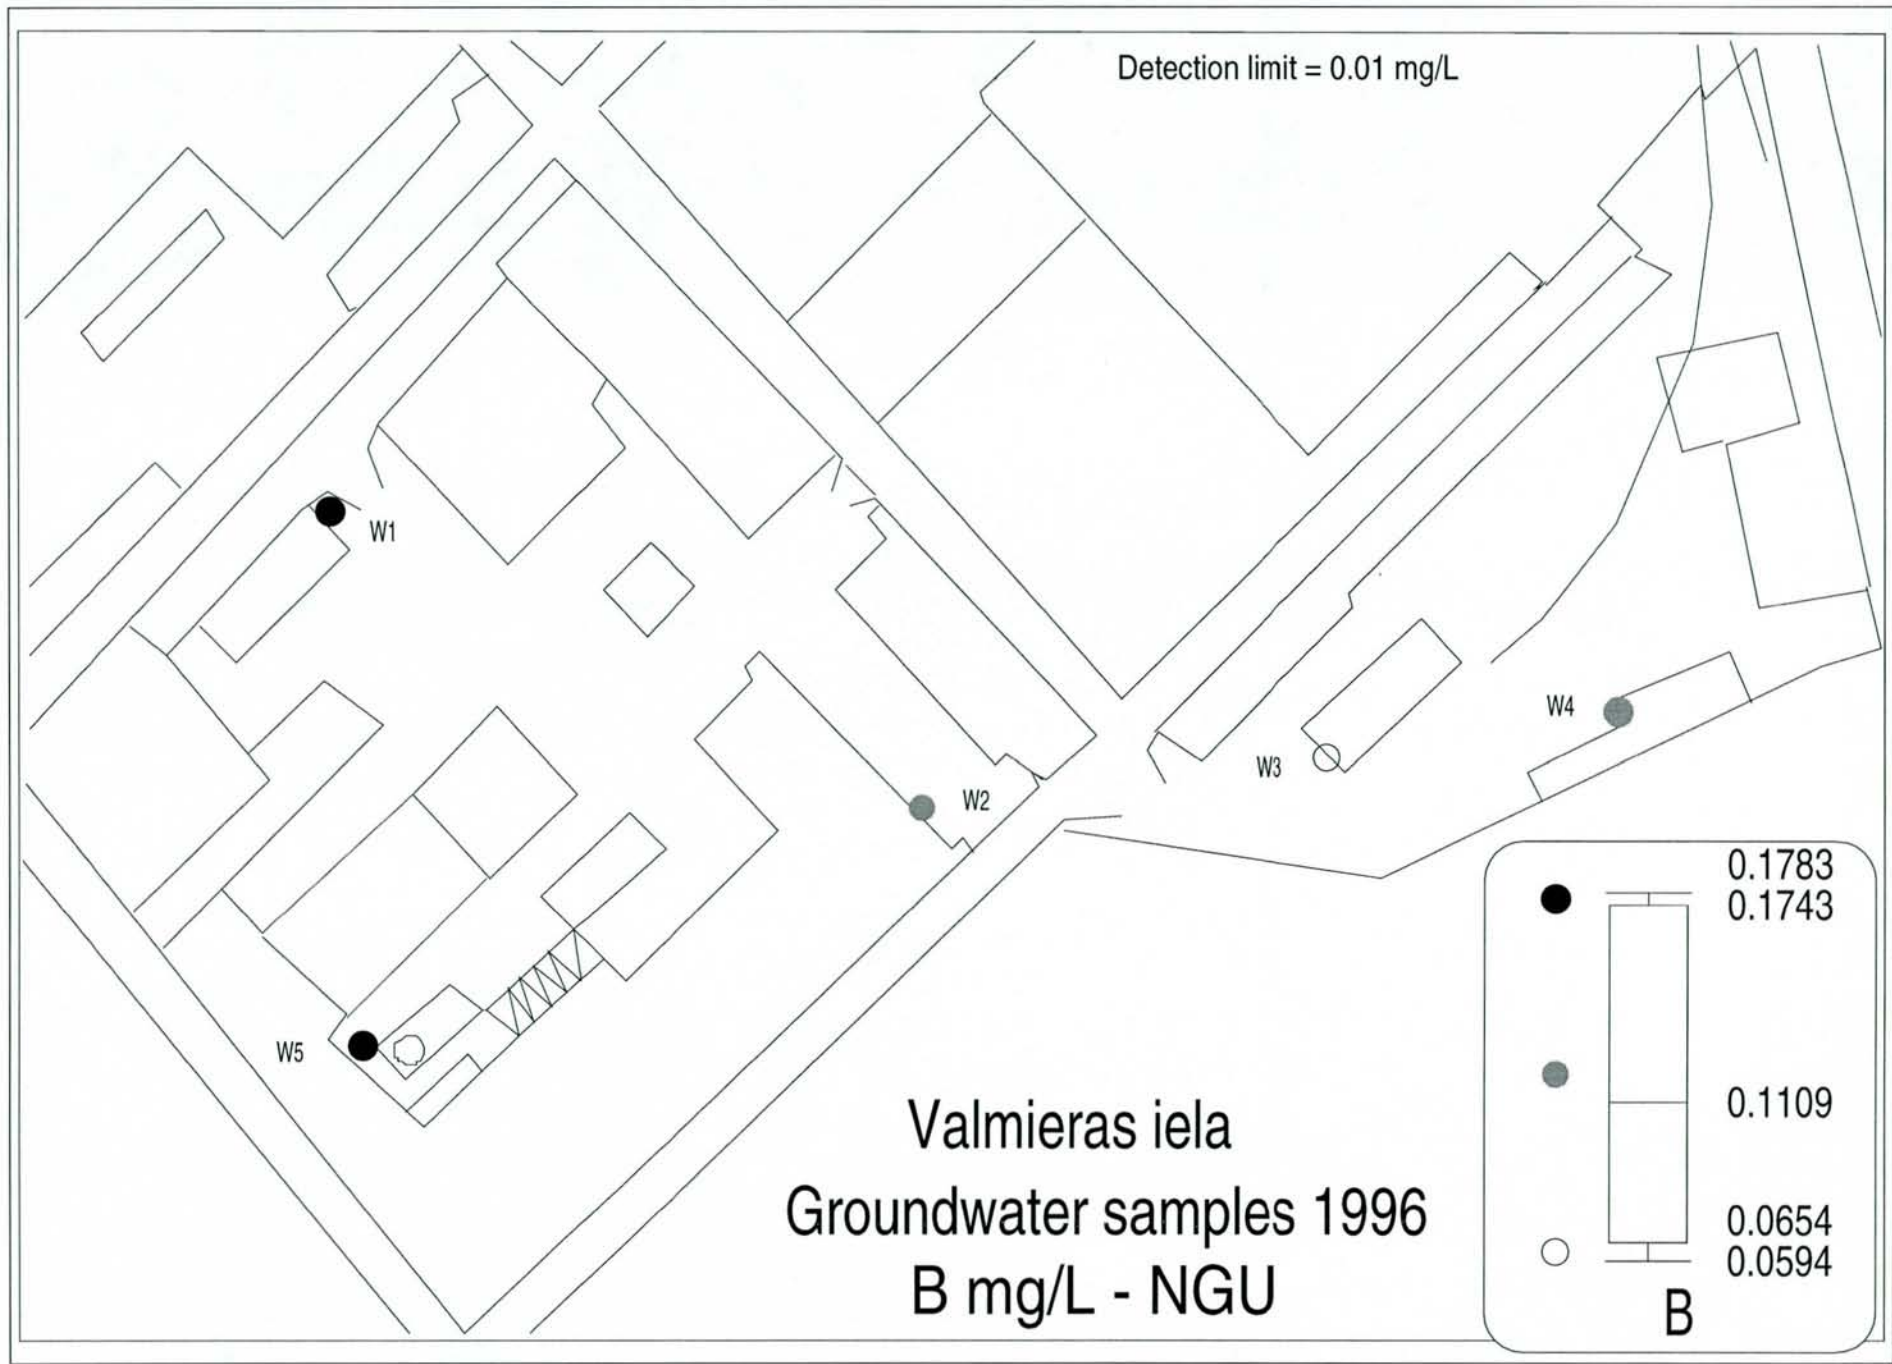 Detection limit = 0.01 mg/L
W1
W4
W3
W2
W5
0.1783
0.1743
0.1109
0.0654
0.0594
B
Valmieras iela
Groundwater samples 1996
B mg/L - NGU